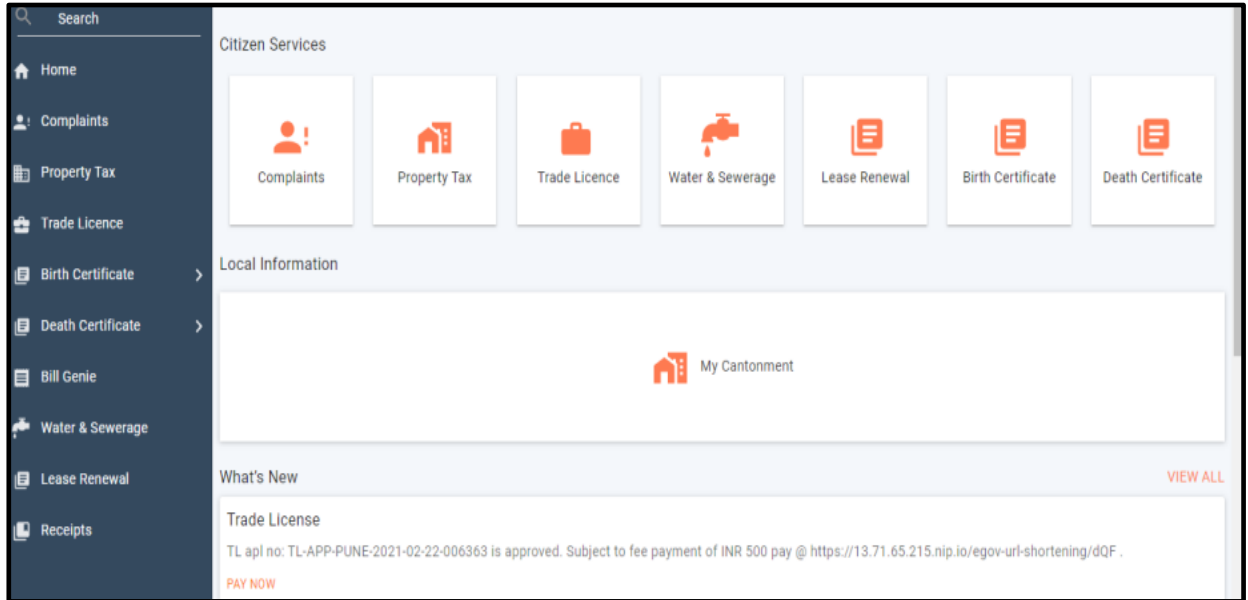 Search
Home
Complaints
Property Tax
Trade Licence
Birth Certificate
Death Certificate
Bill Genie
Water & Sewerage
Lease Renewal
Receipts
Citizen Services
Complaints
Property Tax
Trade Licence
Water & Sewerage
Lease Renewal
Birth Certificate
Death Certificate
Local Information
My Cantonment
What's New
VIEW ALL
Trade License
TL apl no: TL-APP-PUNE-2021-02-22-006363 is approved. Subject to fee payment of INR 500 pay @ https://13.71.65.215.nip.io/egov-url-shortening/dQF .
PAY NOW